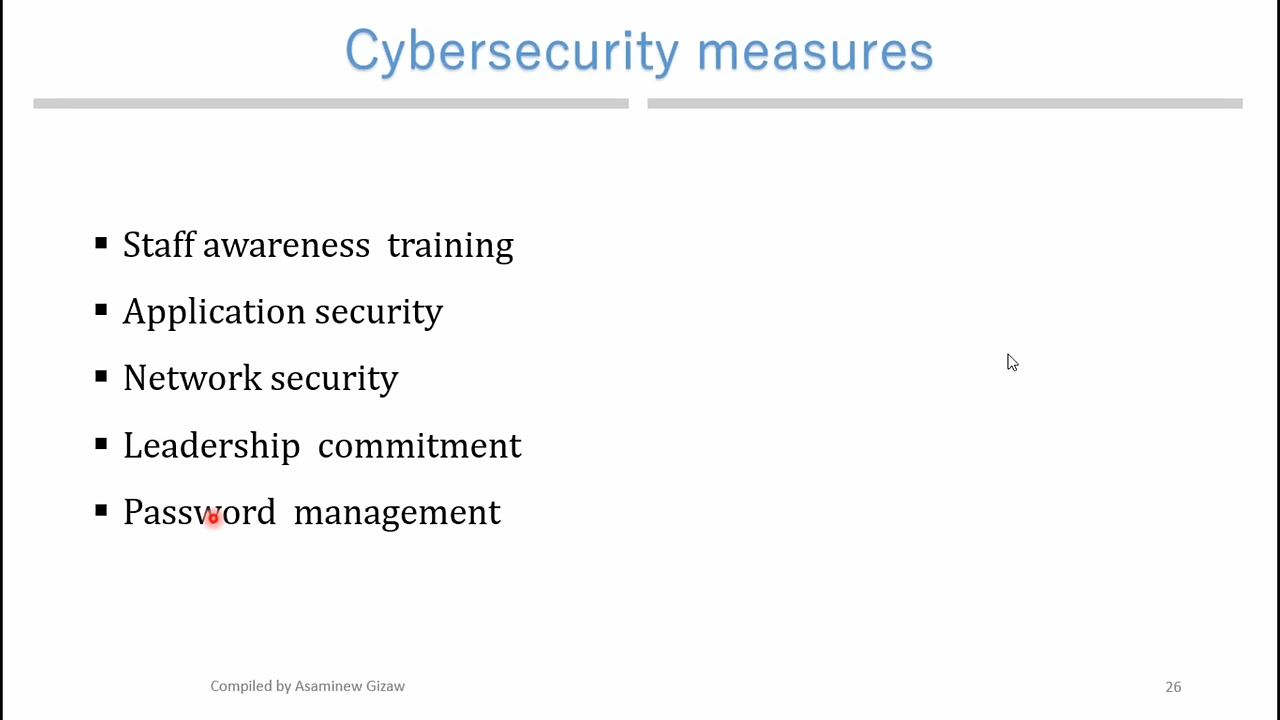 Cybersecurity measures
Staff awareness training
Application security
Network security
Leadership commitment
Password management
Compiled by Asaminew Gizaw
26